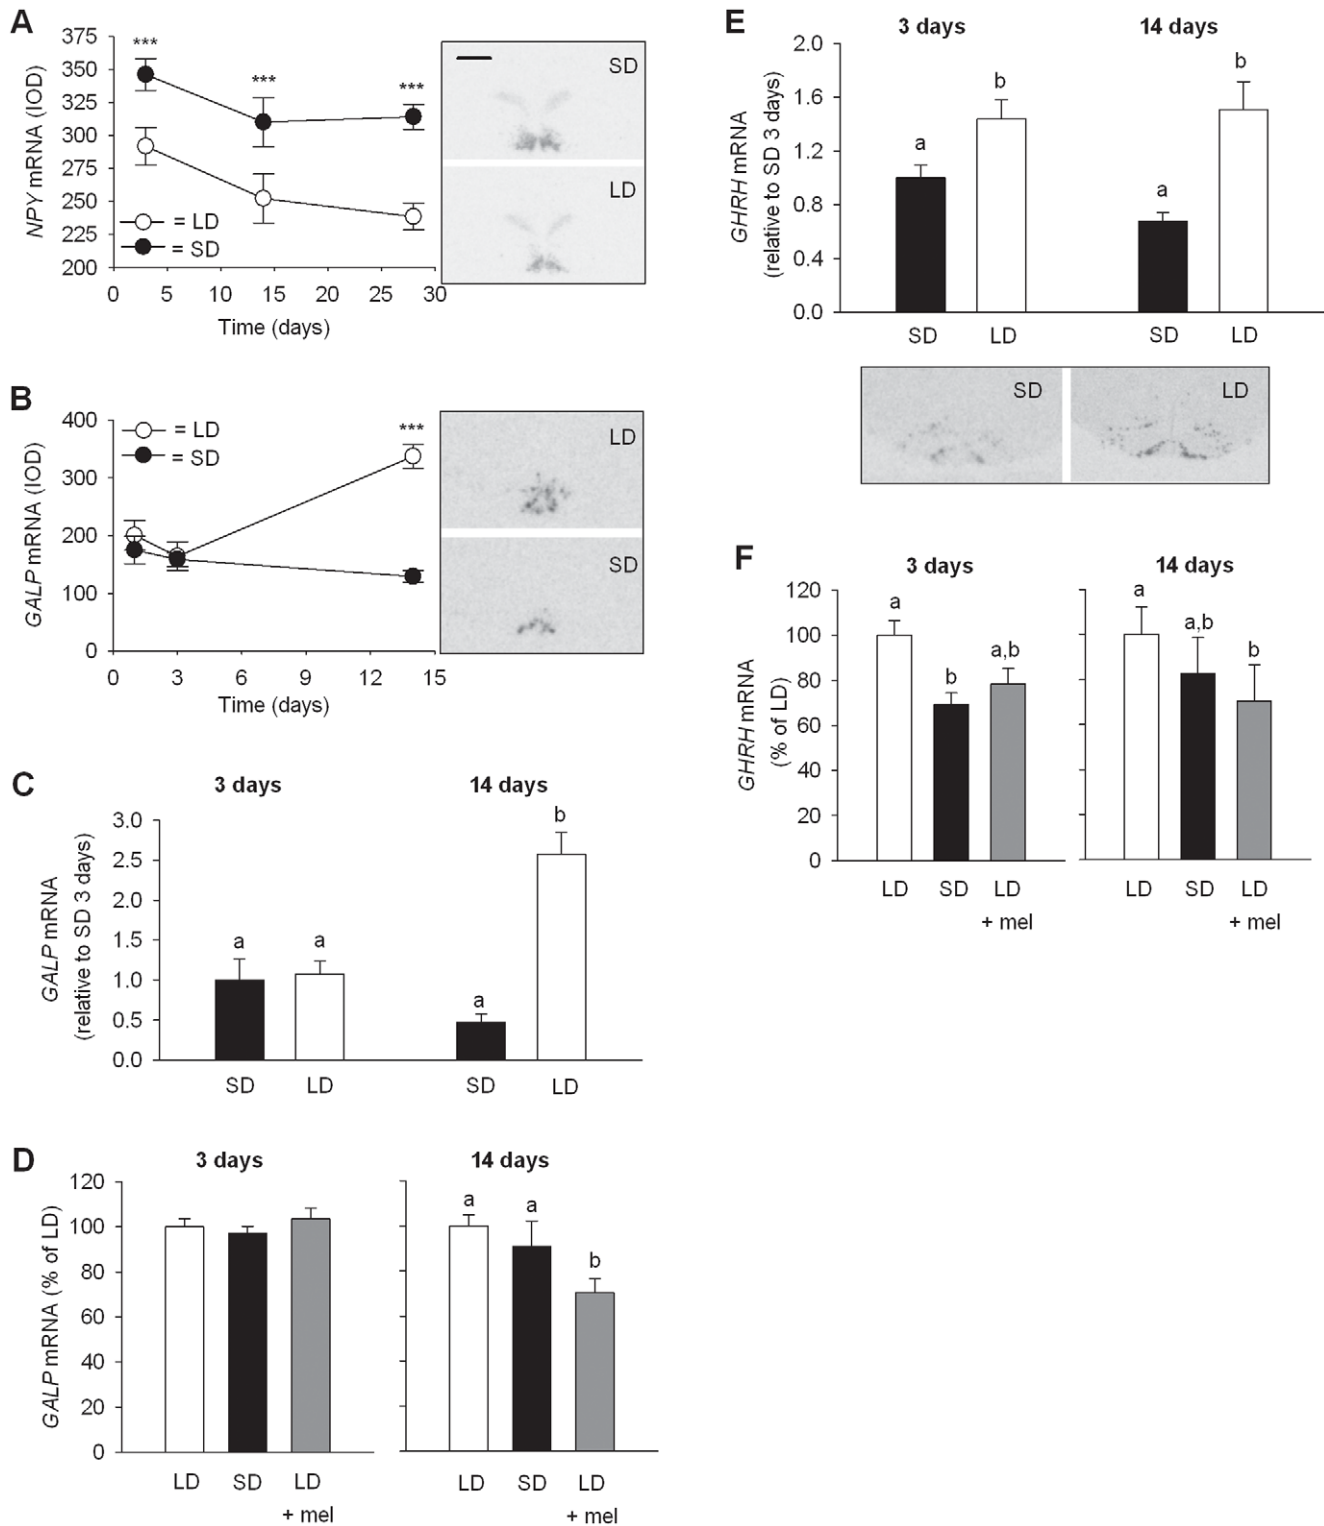 A
375
350
325
300
275
250
225
200
NPY mRNA (IOD)
***
***
***
= LD
= SD
0 5 10 15 20 25 30
Time (days)
SD
LD
B
400
300
200
100
0
GALP mRNA (IOD)
= LD
= SD
***
0 3 6 9 12 15
Time (days)
LD
SD
C
3 days 14 days
3.0
2.5
2.0
1.5
1.0
0.5
0.0
GALP mRNA
(relative to SD 3 days)
a a a b
SD LD SD LD
D
3 days 14 days
120
100
80
60
40
20
0
GALP mRNA (% of LD)
a a b
LD SD LD LD SD LD
+ mel + mel
E
3 days 14 days
2.0
1.6
1.2
0.8
0.4
0.0
GHRH mRNA
(relative to SD 3 days)
a b a b
SD LD SD LD
SD LD
F
3 days 14 days
120
100
80
60
40
20
0
GHRH mRNA
(% of LD)
a b a,b a a,b b
LD SD LD LD SD LD
+ mel + mel